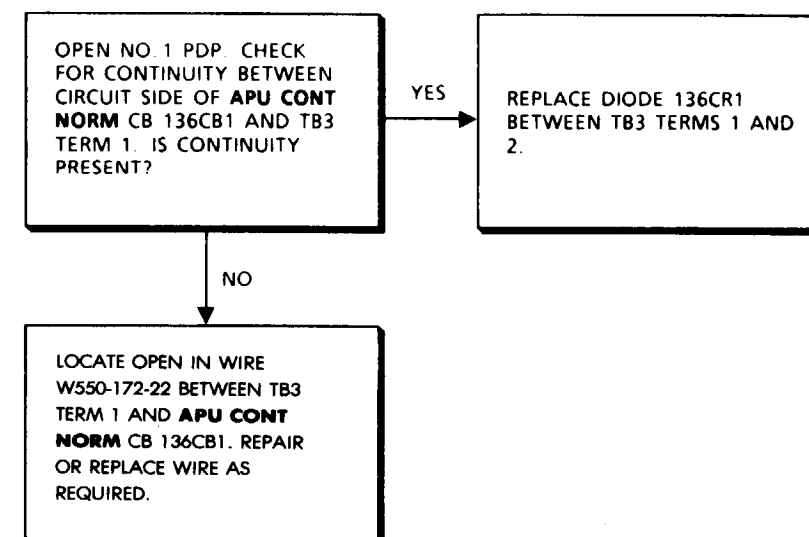 OPEN NO. 1 PDP. CHECK
FOR CONTINUITY BETWEEN
CIRCUIT SIDE OF APU CONT
NORM CB 136CB1 AND TB3
TERM 1. IS CONTINUITY
PRESENT?
YES
REPLACE DIODE 136CR1
BETWEEN TB3 TERMS 1 AND
2.
NO
LOCATE OPEN IN WIRE
W550-172-22 BETWEEN TB3
TERM 1 AND APU CONT
NORM CB 136CB1. REPAIR
OR REPLACE WIRE AS
REQUIRED.